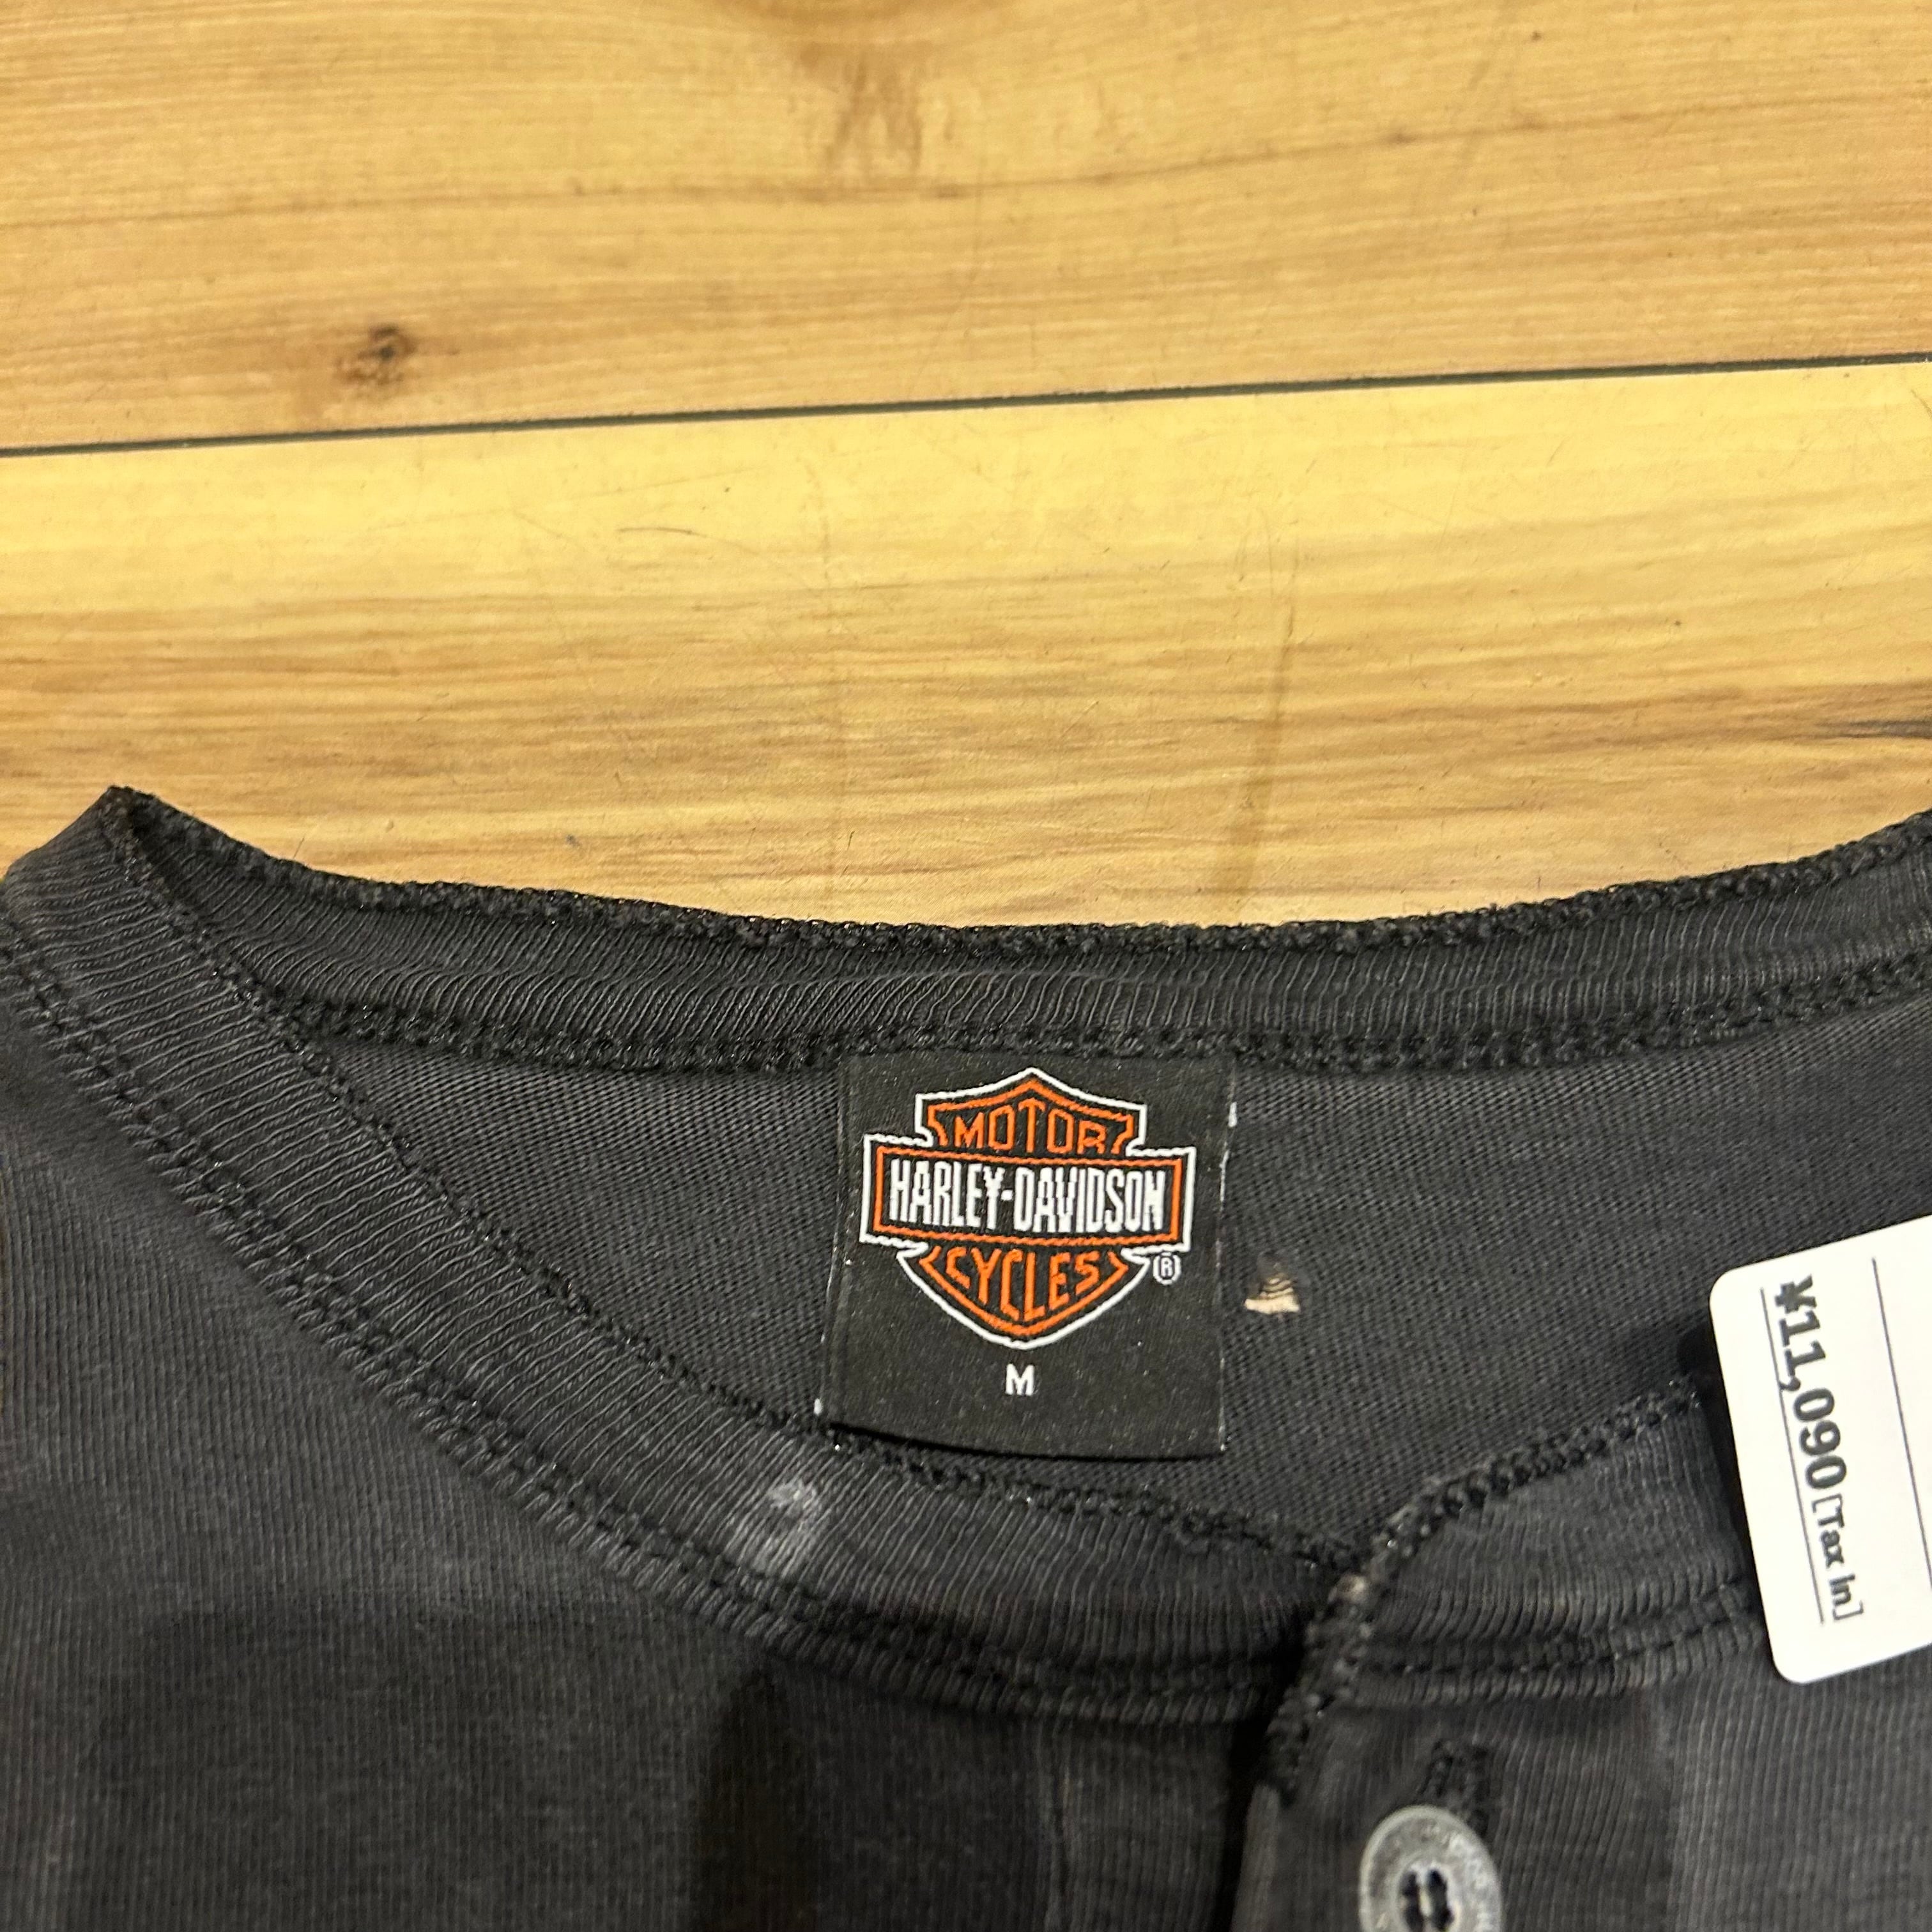 MOTOR
HARLEY-DAVIDSON
CYCLES
®
M
¥11,090[Tax In]